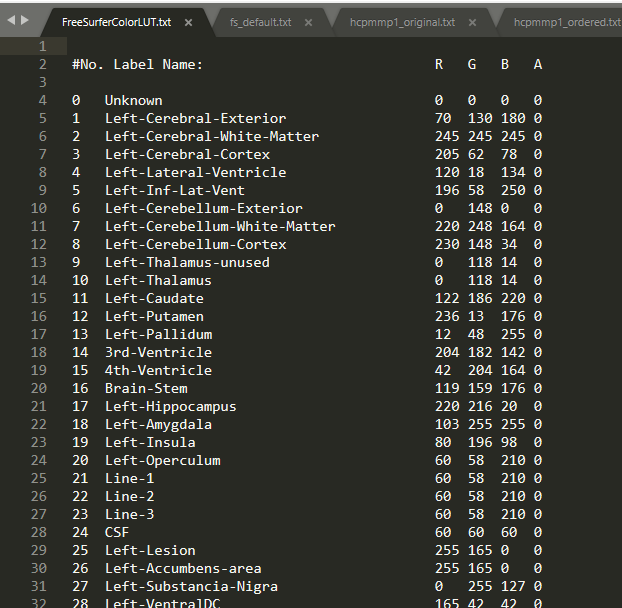 FreeSurferColorLUT.txt × fs_default.txt × hcpmmp1_original.txt × hcpmmp1_ordered.txt
1
2 #No. Label Name: R G B A
3
4 0 Unknown 0 0 0 0
5 1 Left-Cerebral-Exterior 70 130 180 0
6 2 Left-Cerebral-White-Matter 245 245 245 0
7 3 Left-Cerebral-Cortex 205 62 78 0
8 4 Left-Lateral-Ventricle 120 18 134 0
9 5 Left-Inf-Lat-Vent 196 58 250 0
10 6 Left-Cerebellum-Exterior 0 148 0 0
11 7 Left-Cerebellum-White-Matter 220 248 164 0
12 8 Left-Cerebellum-Cortex 230 148 34 0
13 9 Left-Thalamus-unused 0 118 14 0
14 10 Left-Thalamus 0 118 14 0
15 11 Left-Caudate 122 186 220 0
16 12 Left-Putamen 236 13 176 0
17 13 Left-Pallidum 12 48 255 0
18 14 3rd-Ventricle 204 182 142 0
19 15 4th-Ventricle 42 204 164 0
20 16 Brain-Stem 119 159 176 0
21 17 Left-Hippocampus 220 216 20 0
22 18 Left-Amygdala 103 255 255 0
23 19 Left-Insula 80 196 98 0
24 20 Left-Operculum 60 58 210 0
25 21 Line-1 60 58 210 0
26 22 Line-2 60 58 210 0
27 23 Line-3 60 58 210 0
28 24 CSF 60 60 60 0
29 25 Left-Lesion 255 165 0 0
30 26 Left-Accumbens-area 255 165 0 0
31 27 Left-Substancia-Nigra 0 255 127 0
32 28 Left-VentralDC 165 42 42 0